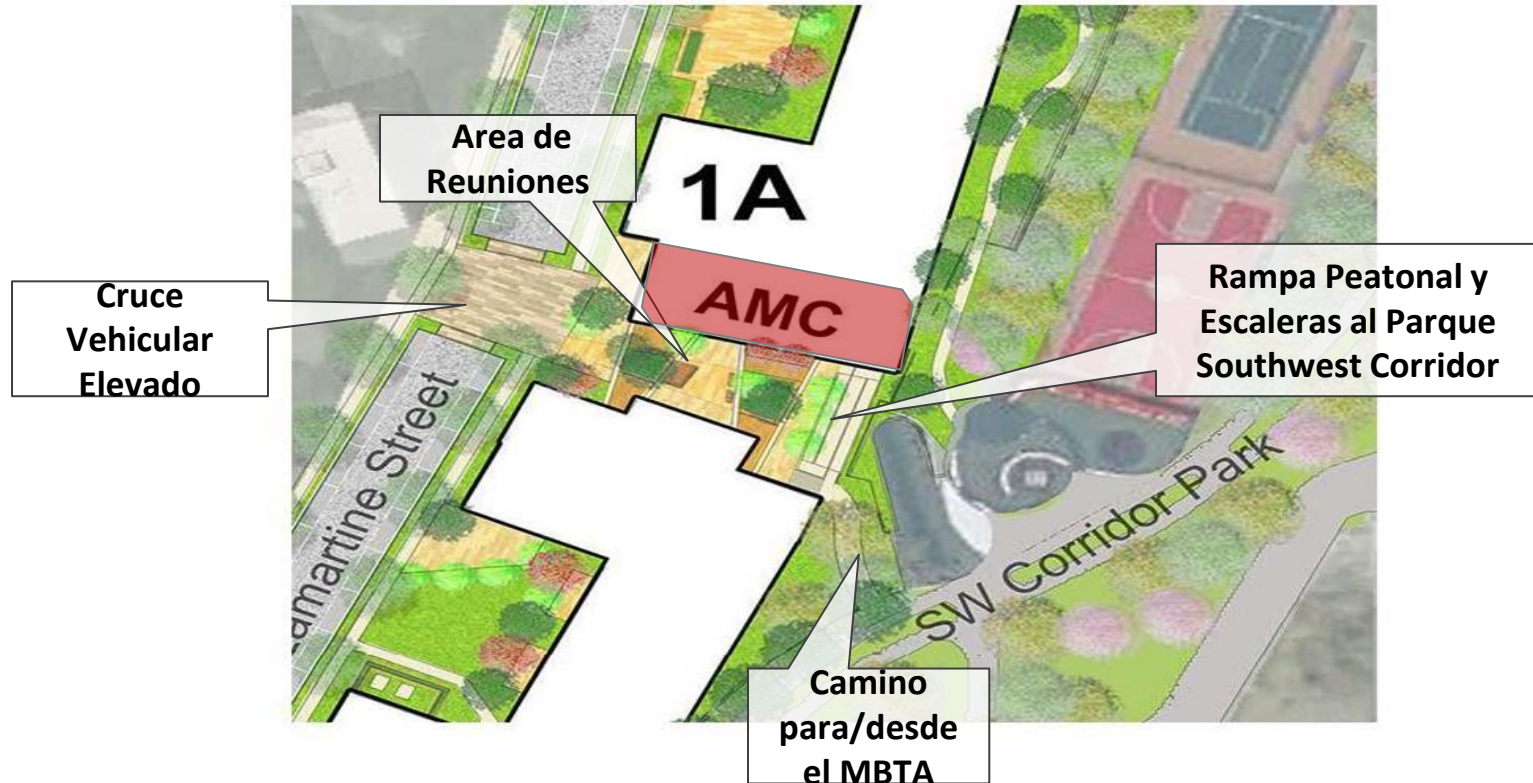 Area de
Reuniones
1A
Cruce
Vehicular
Elevado
AMC
Rampa Peatonal y
Escaleras al Parque
Southwest Corridor
amartine Street
SW Corridor Park
Camino
para/desde
el MBTA